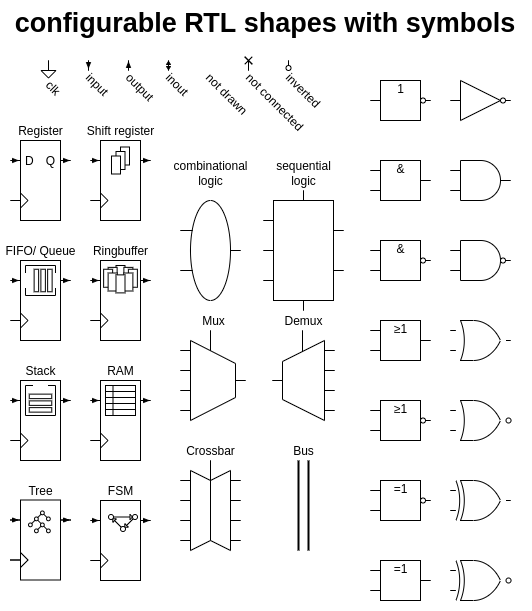 configurable RTL shapes with symbols
clk
input
output
inout
not drawn
not connected
inverted
1
Register
Shift register
D Q
combinational
logic
sequential
logic
&
FIFO/ Queue
Ringbuffer
&
Mux
Demux
≥1
Stack
RAM
≥1
Crossbar
Bus
Tree
FSM
=1
=1